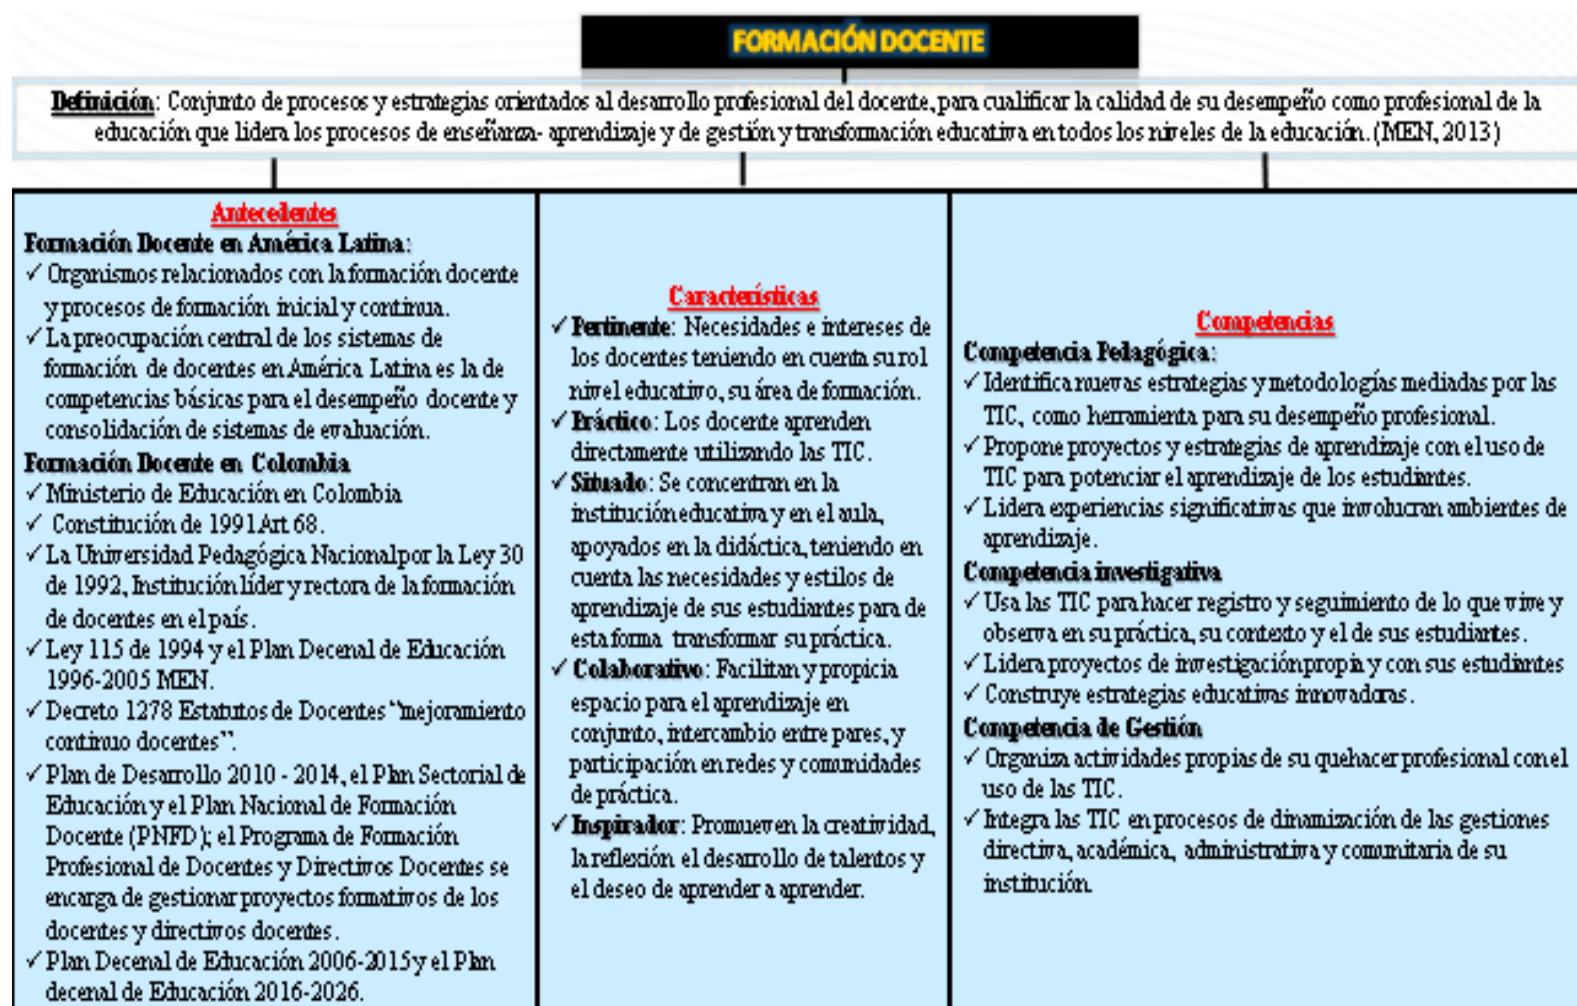 FORMACIÓN DOCENTE
Definición: Conjunto de procesos y estrategias orientados al desarrollo profesional del docente, para cualificar la calidad de su desempeño como profesional de la
educación que lidera los procesos de enseñanza- aprendizaje y de gestión y transformación educativa en todos los niveles de la educación. (MEN, 2013)
Antecedentes
Formación Docente en América Latina:
✓ Organismos relacionados con la formación docente
y procesos de formación inicial y continua.
✓ La preocupación central de los sistemas de
formación de docentes en América Latina es la de
competencias básicas para el desempeño docente y
consolidación de sistemas de evaluación.
Formación Docente en Colombia
✓ Ministerio de Educación en Colombia
✓ Constitución de 1991 Art 68.
✓ La Universidad Pedagógica Nacional por la Ley 30
de 1992, Institución líder y rectora de la formación
de docentes en el país.
✓ Ley 115 de 1994 y el Plan Decenal de Educación
1996-2005 MEN.
✓ Decreto 1278 Estatutos de Docentes "mejoramiento
continuo docentes".
✓ Plan de Desarrollo 2010 - 2014, el Plan Sectorial de
Educación y el Plan Nacional de Formación
Docente (PNFD); el Programa de Formación
Profesional de Docentes y Directivos Docentes se
encarga de gestionar proyectos formativos de los
docentes y directivos docentes.
✓ Plan Decenal de Educación 2006-2015 y el Plan
decenal de Educación 2016-2026.
Características
✓ Pertinente: Necesidades e intereses de
los docentes teniendo en cuenta su rol
nivel educativo, su área de formación.
✓ Práctico: Los docente aprenden
directamente utilizando las TIC.
✓ Situado: Se concentran en la
institución educativa y en el aula,
apoyados en la didáctica, teniendo en
cuenta las necesidades y estilos de
aprendizaje de sus estudiantes para de
esta forma transformar su práctica.
✓ Colaborativo: Facilitan y propicia
espacio para el aprendizaje en
conjunto, intercambio entre pares, y
participación en redes y comunidades
de práctica.
✓ Inspirador: Promueven la creatividad,
la reflexión el desarrollo de talentos y
el deseo de aprender a aprender.
Competencias
Competencia Pedagógica:
✓ Identifica nuevas estrategias y metodologías mediadas por las
TIC, como herramienta para su desempeño profesional.
✓ Propone proyectos y estrategias de aprendizaje con el uso de
TIC para potenciar el aprendizaje de los estudiantes.
✓ Lidera experiencias significativas que involucran ambientes de
aprendizaje.
Competencia investigativa
✓ Usa las TIC para hacer registro y seguimiento de lo que vive y
observa en su práctica, su contexto y el de sus estudiantes.
✓ Lidera proyectos de investigación propia y con sus estudiantes
✓ Construye estrategias educativas innovadoras.
Competencia de Gestión
✓ Organiza actividades propias de su quehacer profesional con el
uso de las TIC.
✓ Integra las TIC en procesos de dinamización de las gestiones
directiva, académica, administrativa y comunitaria de su
institución.